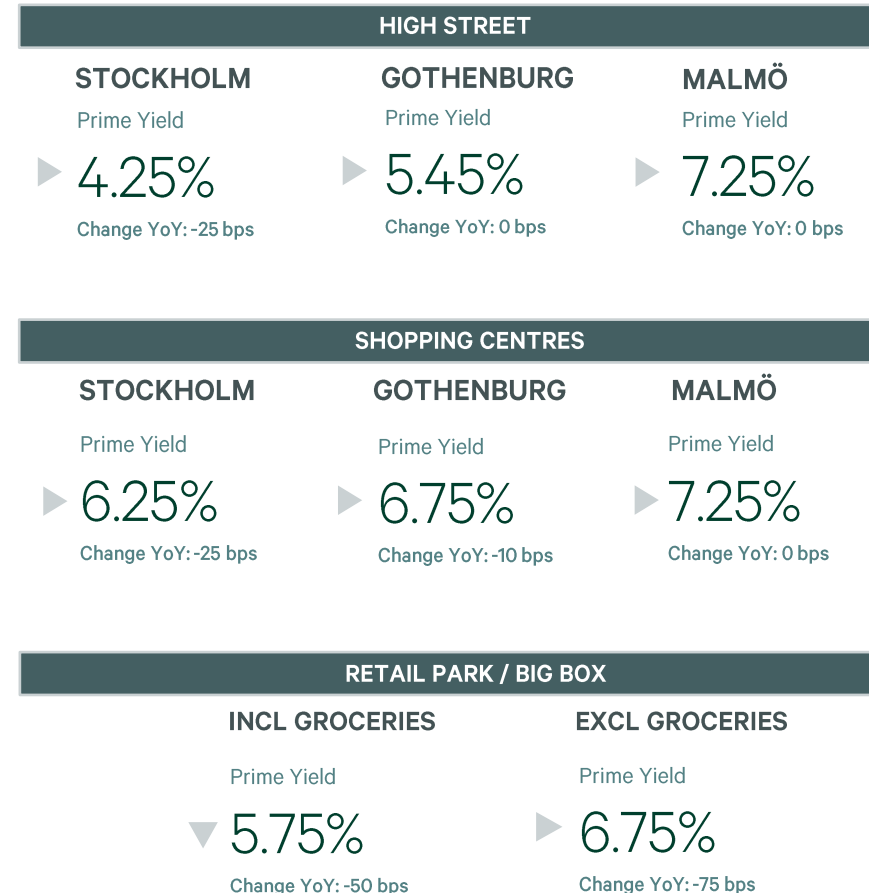 HIGH STREET
STOCKHOLM GOTHENBURG MALMÖ
Prime Yield Prime Yield Prime Yield
4.25% 5.45% 7.25%
Change YoY: -25 bps Change YoY: 0 bps Change YoY: 0 bps
SHOPPING CENTRES
STOCKHOLM GOTHENBURG MALMÖ
Prime Yield Prime Yield Prime Yield
6.25% 6.75% 7.25%
Change YoY: -25 bps Change YoY: -10 bps Change YoY: 0 bps
RETAIL PARK / BIG BOX
INCL GROCERIES EXCL GROCERIES
Prime Yield Prime Yield
5.75% 6.75%
Change YoY: -50 bps Change YoY: -75 bps